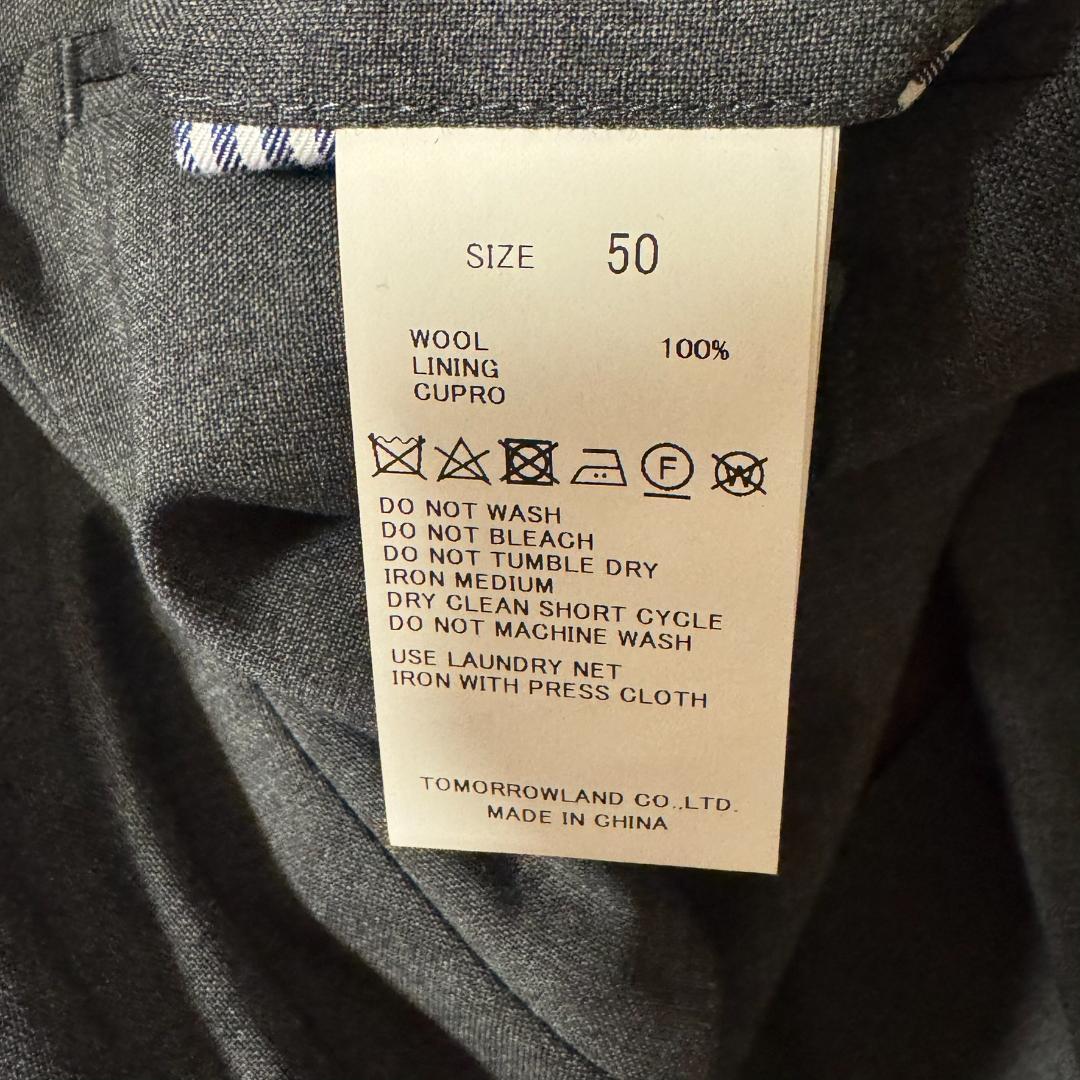 SIZE 50
WOOL 100%
LINING
CUPRO
F W
DO NOT WASH
DO NOT BLEACH
DO NOT TUMBLE DRY
IRON MEDIUM
DRY CLEAN SHORT CYCLE
DO NOT MACHINE WASH
USE LAUNDRY NET
IRON WITH PRESS CLOTH
TOMORROWLAND CO.,LTD.
MADE IN CHINA